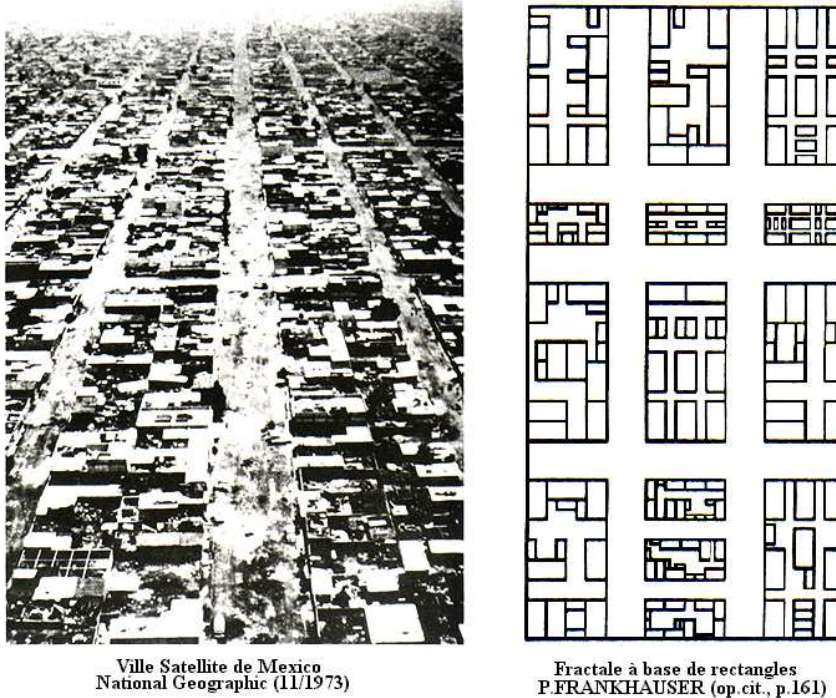 Ville Satellite de Mexico
National Geographic (11/1973)
Fractale à base de rectangles
P.FRANKHAUSER (op.cit., p.161)